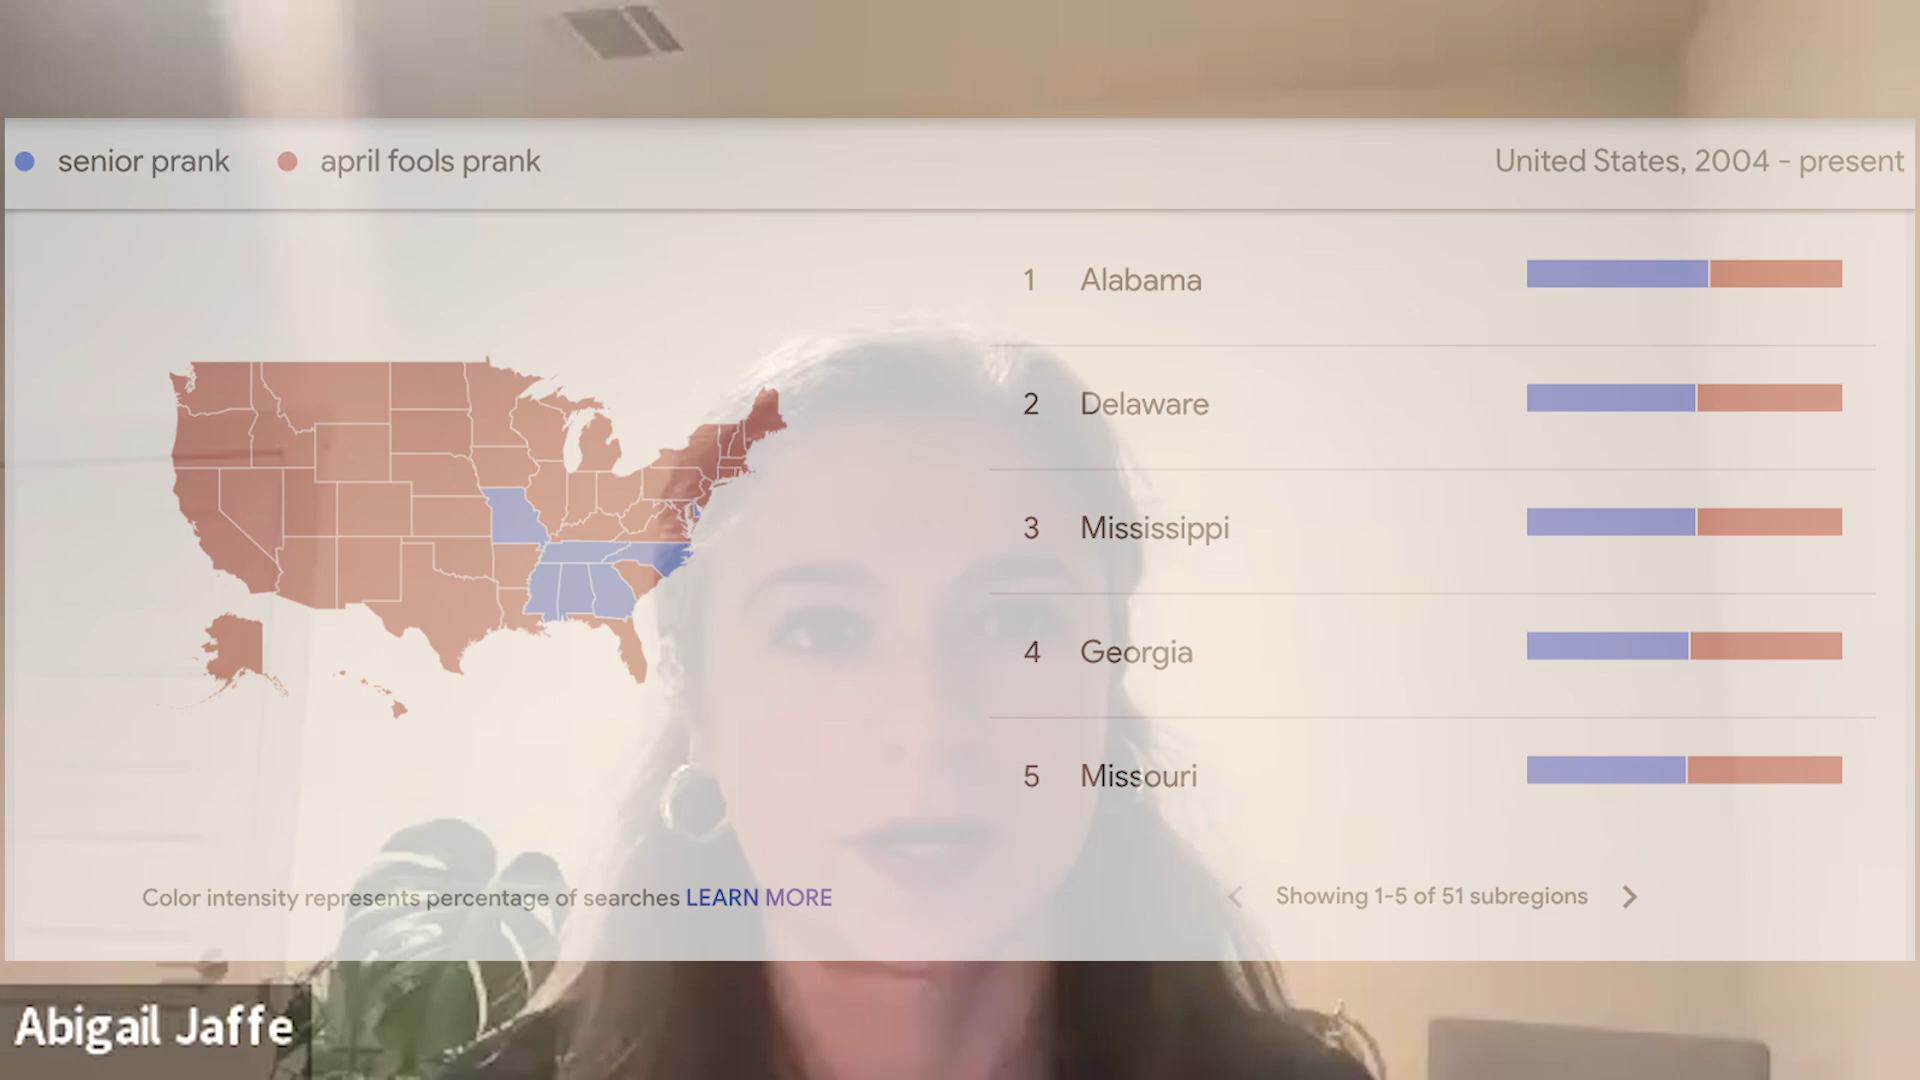 senior prank april fools prank United States, 2004 - present
1 Alabama
2 Delaware
3 Mississippi
4 Georgia
5 Missouri
Color intensity represents percentage of searches LEARN MORE
Showing 1-5 of 51 subregions
Abigail Jaffe